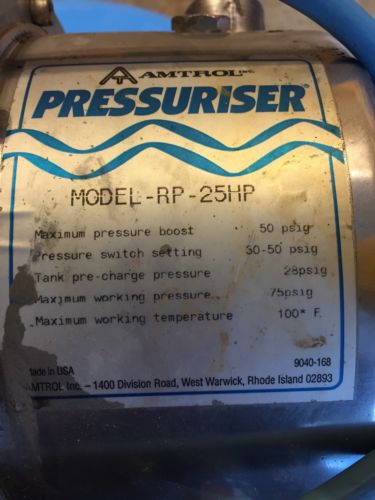 AMTROL INC.
PRESSURISER®
MODEL-RP-25HP
Maximum pressure boost 50 psig
Pressure switch setting 30-50 psig
Tank pre-charge pressure 28psig
Maximum working pressure 75psig
Maximum working temperature 100* F.
9040-168
Made in USA
AMTROL Inc. – 1400 Division Road, West Warwick, Rhode Island 02893